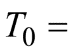 T₀ =